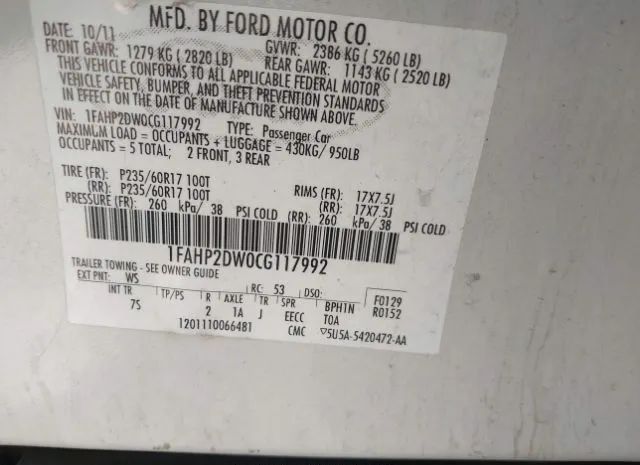 MFD. BY FORD MOTOR CO.
DATE: 10/11 GVWR: 2386 KG (5260 LB)
FRONT GAWR: 1279 KG (2820 LB) REAR GAWR: 1143 KG (2520 LB)
THIS VEHICLE CONFORMS TO ALL APPLICABLE FEDERAL MOTOR
VEHICLE SAFETY, BUMPER, AND THEFT PREVENTION STANDARDS
IN EFFECT ON THE DATE OF MANUFACTURE SHOWN ABOVE.
VIN: 1FAHP2DW0CG117992 TYPE: Passenger Car
MAXIMUM LOAD = OCCUPANTS + LUGGAGE = 430KG/ 950LB
OCCUPANTS = 5 TOTAL; 2 FRONT, 3 REAR
TIRE (FR): P235/60R17 100T RIMS (FR): 17X7.5J
(RR): P235/60R17 100T (RR): 17X7.5J
PRESSURE (FR): 260 kPa/ 38 PSI COLD (RR): 260 kPa/ 38 PSI COLD
1FAHP2DW0CG117992
TRAILER TOWING - SEE OWNER GUIDE
EXT PNT: WS RC: 53 DSO: F0129
INT TR TP/PS R AXLE TR SPR BPH1N R0152
7S 2 1A J EECC TOA
1201110066481 CMC 5U5A-5420472-AA